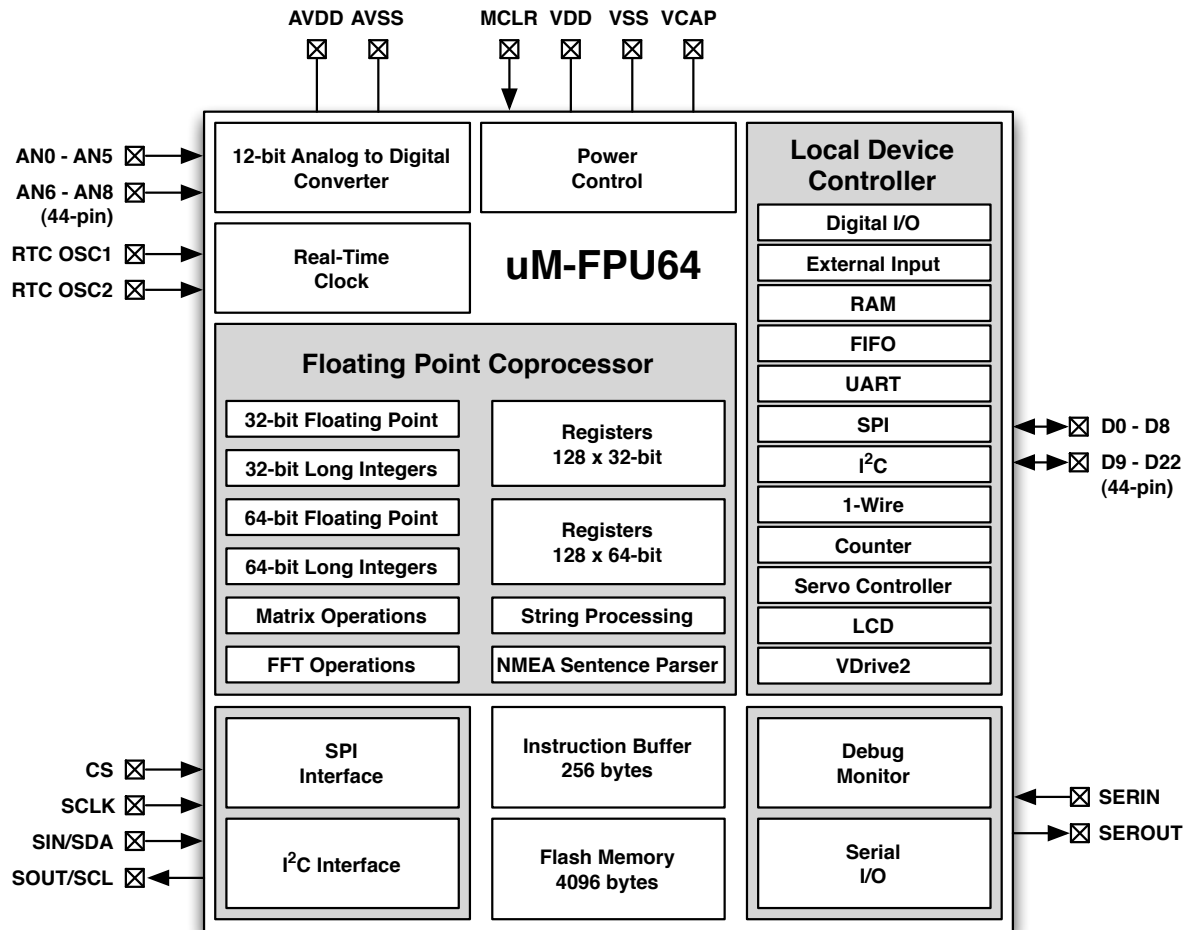 AVDD AVSS
MCLR VDD VSS VCAP
AN0 - AN5
AN6 - AN8
(44-pin)
RTC OSC1
RTC OSC2
12-bit Analog to Digital
Converter
Power
Control
Real-Time
Clock
uM-FPU64
Local Device
Controller
Digital I/O
External Input
RAM
FIFO
UART
SPI
I²C
1-Wire
Counter
Servo Controller
LCD
VDrive2
D0 - D8
D9 - D22
(44-pin)
Floating Point Coprocessor
32-bit Floating Point
32-bit Long Integers
64-bit Floating Point
64-bit Long Integers
Matrix Operations
FFT Operations
Registers
128 x 32-bit
Registers
128 x 64-bit
String Processing
NMEA Sentence Parser
CS
SCLK
SIN/SDA
SOUT/SCL
SPI
Interface
I²C Interface
Instruction Buffer
256 bytes
Flash Memory
4096 bytes
Debug
Monitor
Serial
I/O
SERIN
SEROUT